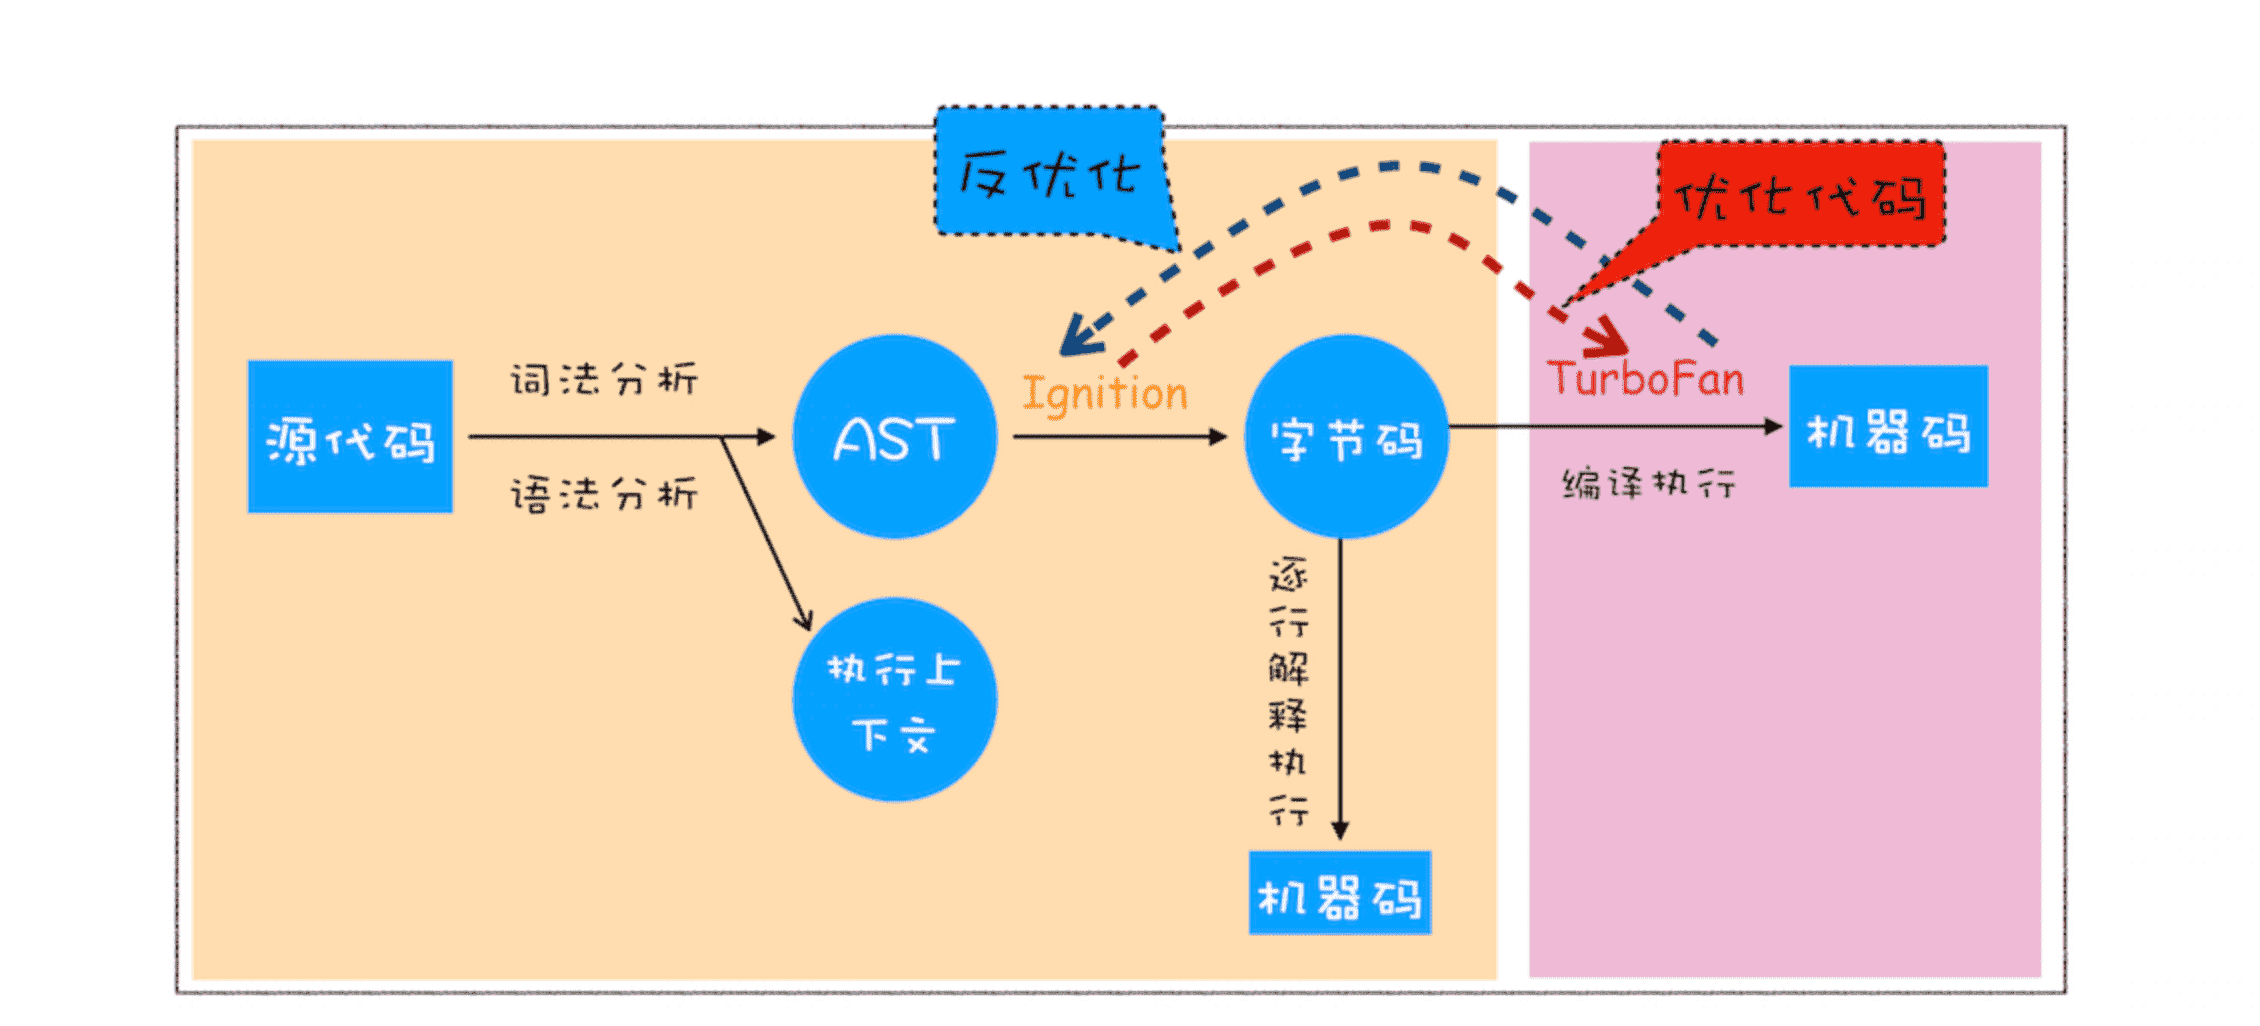 反优化
优化代码
源代码
词法分析
语法分析
AST
Ignition
字节码
TurboFan
编译执行
机器码
执行上
下文
逐行解释执行
机器码